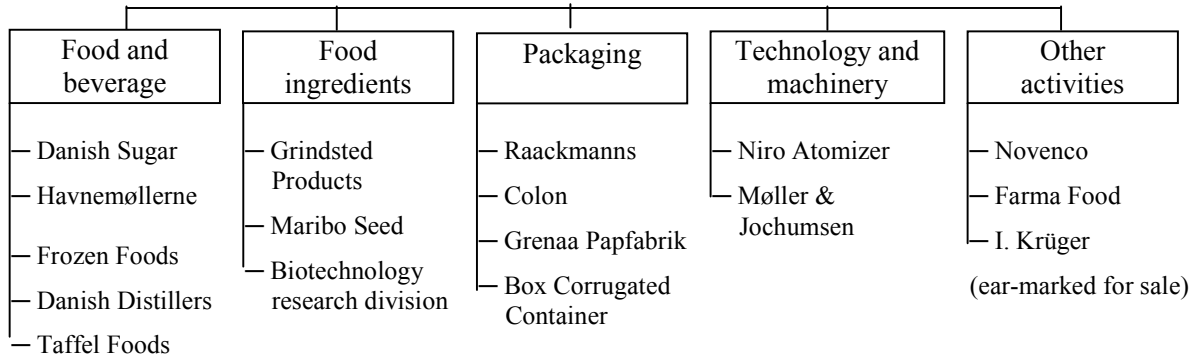 Food and
beverage
Danish Sugar
Havnemøllerne
Frozen Foods
Danish Distillers
Taffel Foods
Food
ingredients
Grindsted
Products
Maribo Seed
Biotechnology
research division
Packaging
Raackmanns
Colon
Grenaa Papfabrik
Box Corrugated
Container
Technology and
machinery
Niro Atomizer
Møller &
Jochumsen
Other
activities
Novenco
Farma Food
I. Krüger
(ear-marked for sale)